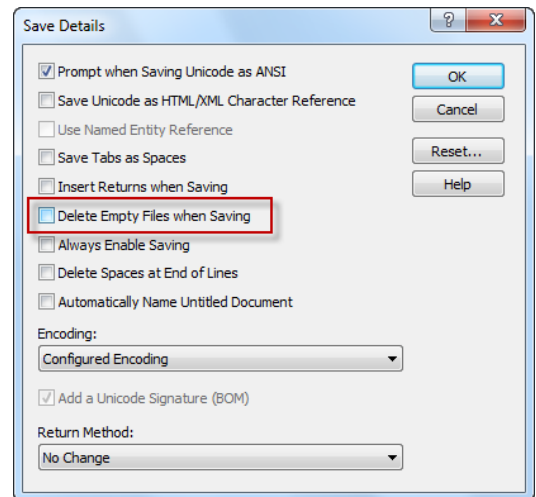 Save Details
Prompt when Saving Unicode as ANSI
OK
Save Unicode as HTML/XML Character Reference
Cancel
Use Named Entity Reference
Save Tabs as Spaces
Reset...
Insert Returns when Saving
Help
Delete Empty Files when Saving
Always Enable Saving
Delete Spaces at End of Lines
Automatically Name Untitled Document
Encoding:
Configured Encoding
Add a Unicode Signature (BOM)
Return Method:
No Change